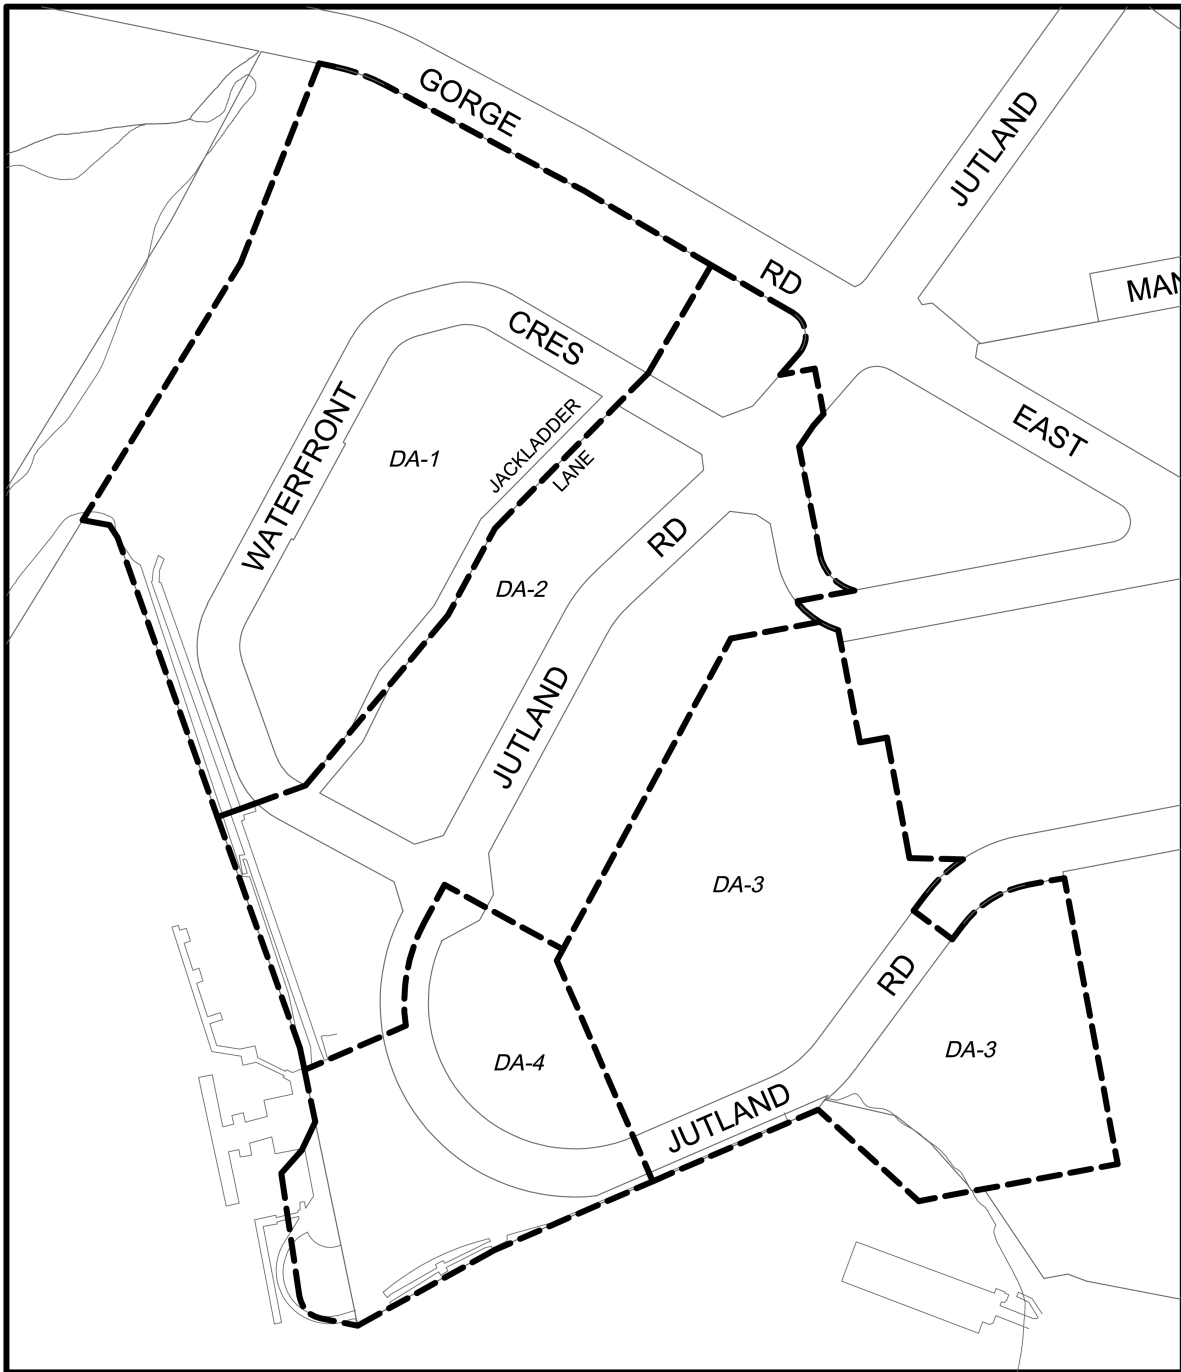 GORGE
RD
JUTLAND
MAN
CRES
EAST
WATERFRONT
DA-1
JACKLADDER
LANE
RD
DA-2
JUTLAND
DA-3
RD
DA-4
DA-3
JUTLAND